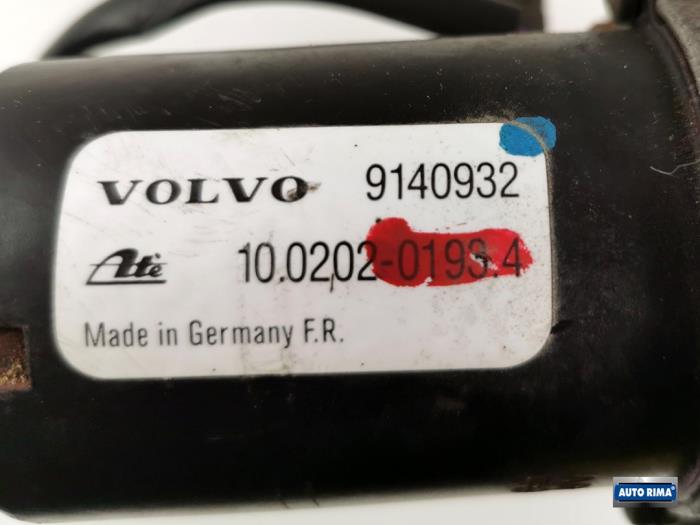 VOLVO 9140932
Ate 10.0202-0193.4
Made in Germany F.R.
AUTO RIMA